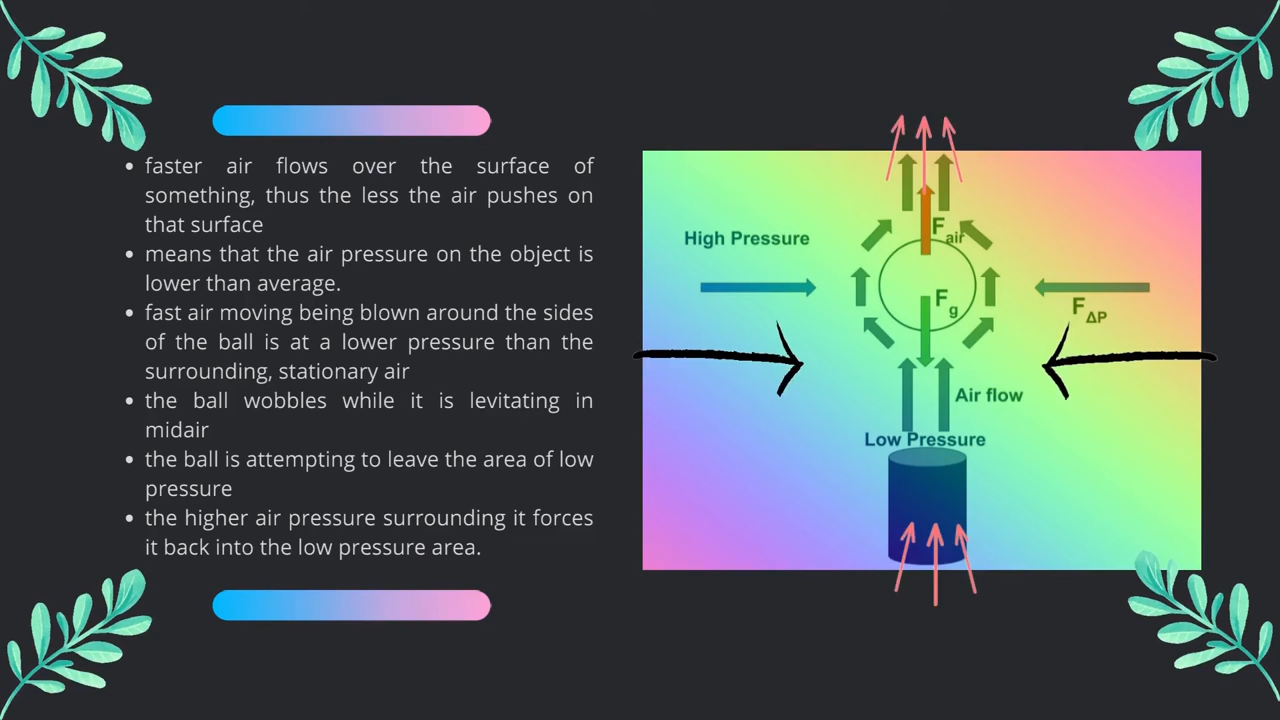 faster air flows over the surface of
something, thus the less the air pushes on
that surface
means that the air pressure on the object is
lower than average.
fast air moving being blown around the sides
of the ball is at a lower pressure than the
surrounding, stationary air
the ball wobbles while it is levitating in
midair
the ball is attempting to leave the area of low
pressure
the higher air pressure surrounding it forces
it back into the low pressure area.
High Pressure
F air
F g
F ΔP
Air flow
Low Pressure